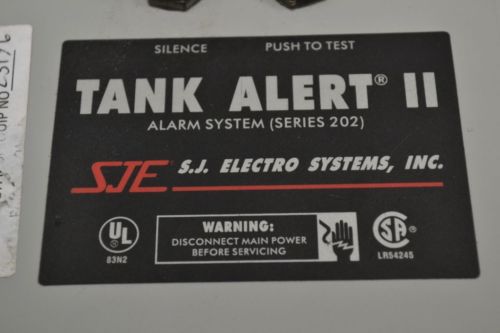 SILENCE PUSH TO TEST
TANK ALERT® II
ALARM SYSTEM (SERIES 202)
SJE® S.J. ELECTRO SYSTEMS, INC.
UL
83N2
WARNING:
DISCONNECT MAIN POWER
BEFORE SERVICING
SA
LR54245